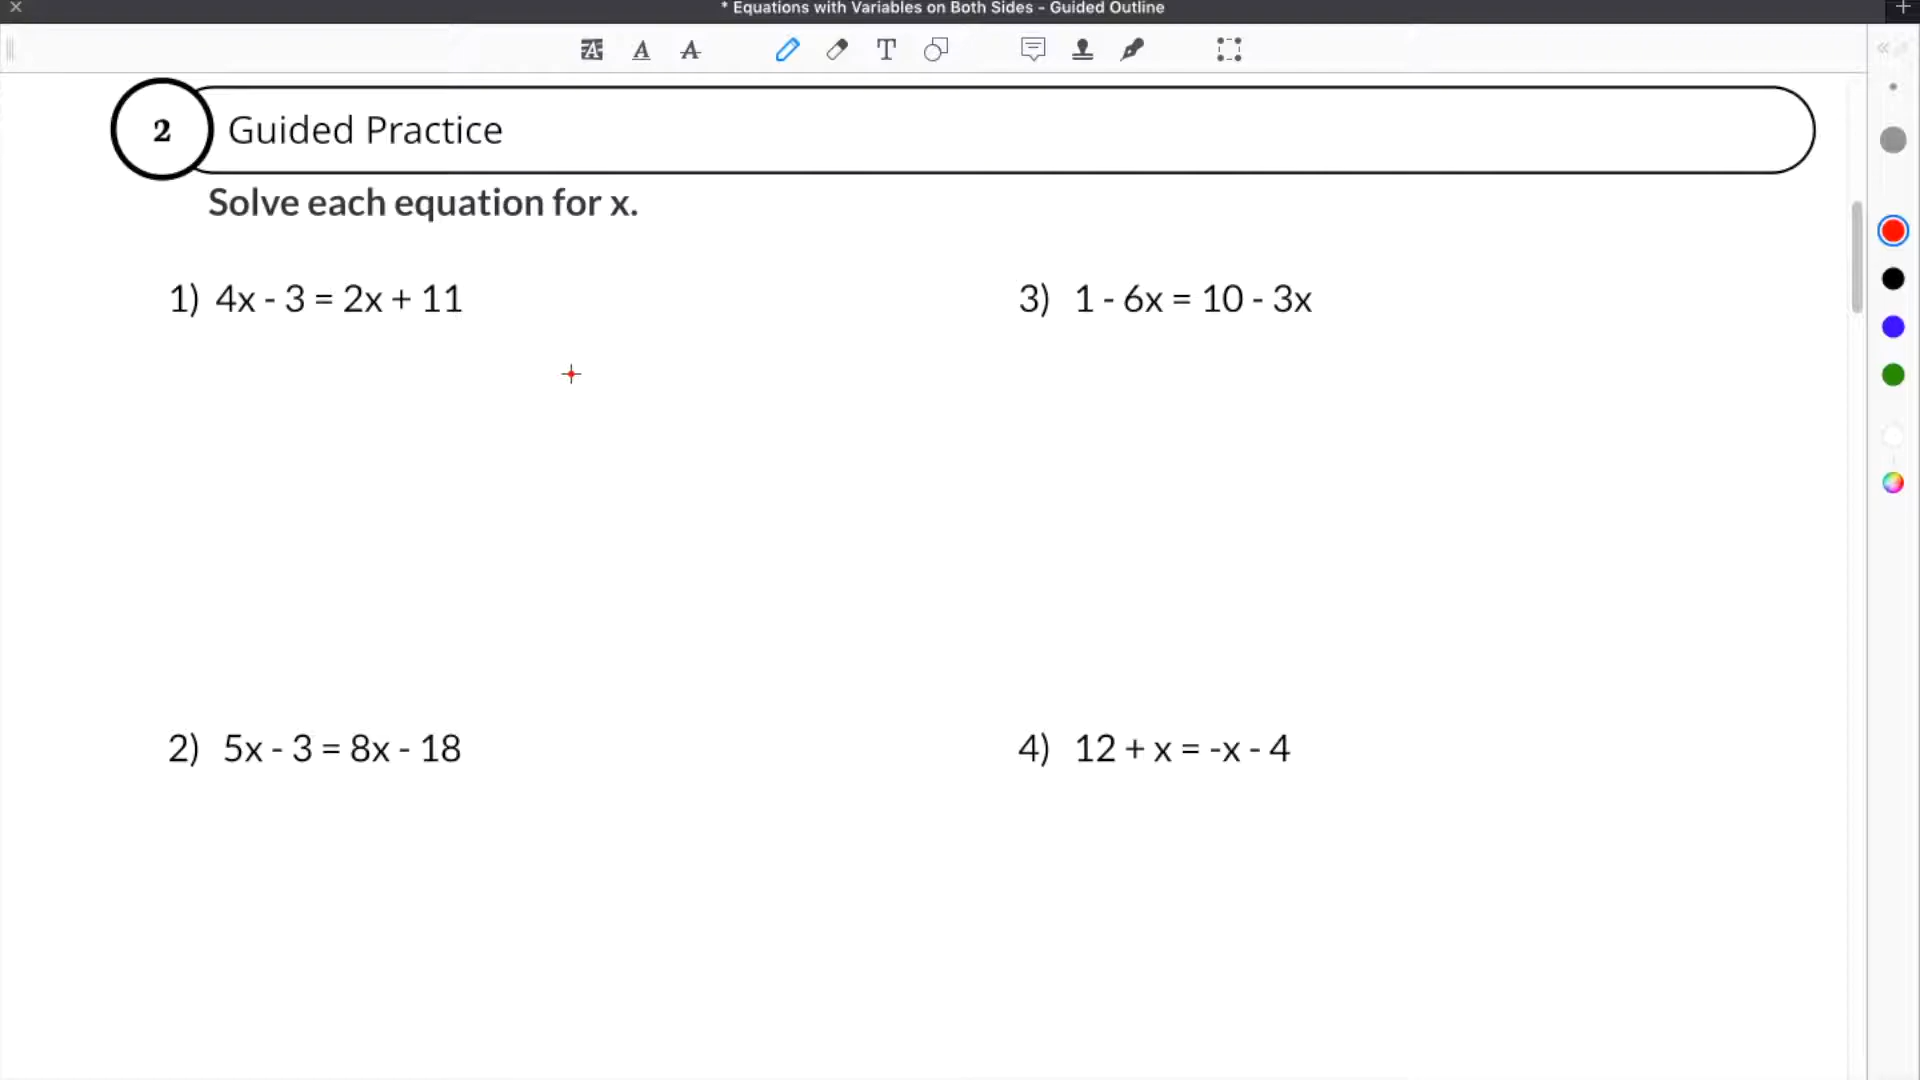 * Equations with Variables on Both Sides - Guided Outline
2 Guided Practice
Solve each equation for x.
1) 4x - 3 = 2x + 11
3) 1 - 6x = 10 - 3x
2) 5x - 3 = 8x - 18
4) 12 + x = -x - 4